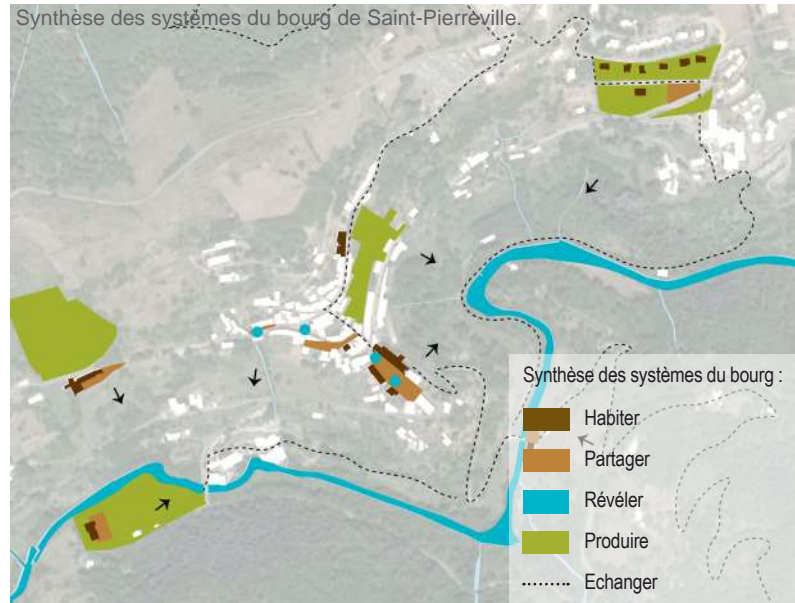 Synthèse des systèmes du bourg de Saint-Pierreville.
Synthèse des systèmes du bourg :
Habiter
Partager
Révéler
Produire
Echanger